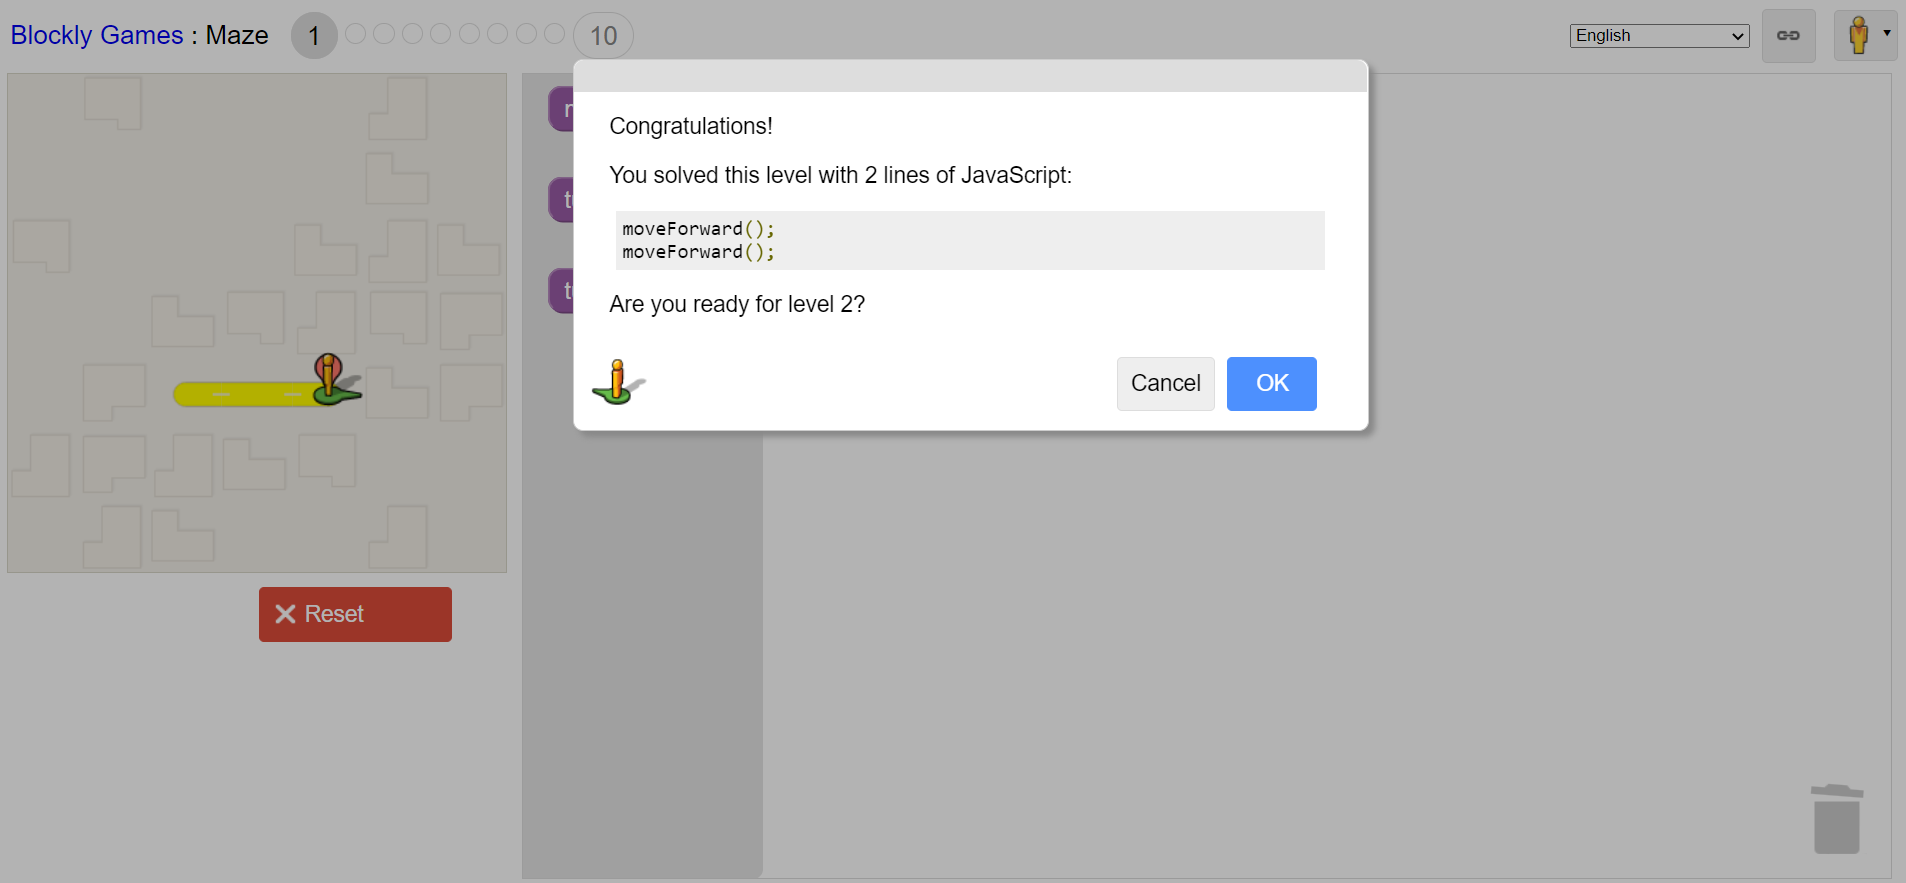 Blockly Games : Maze 1 10
English
Congratulations!
You solved this level with 2 lines of JavaScript:
moveForward();
moveForward();
Are you ready for level 2?
Cancel
OK
Reset